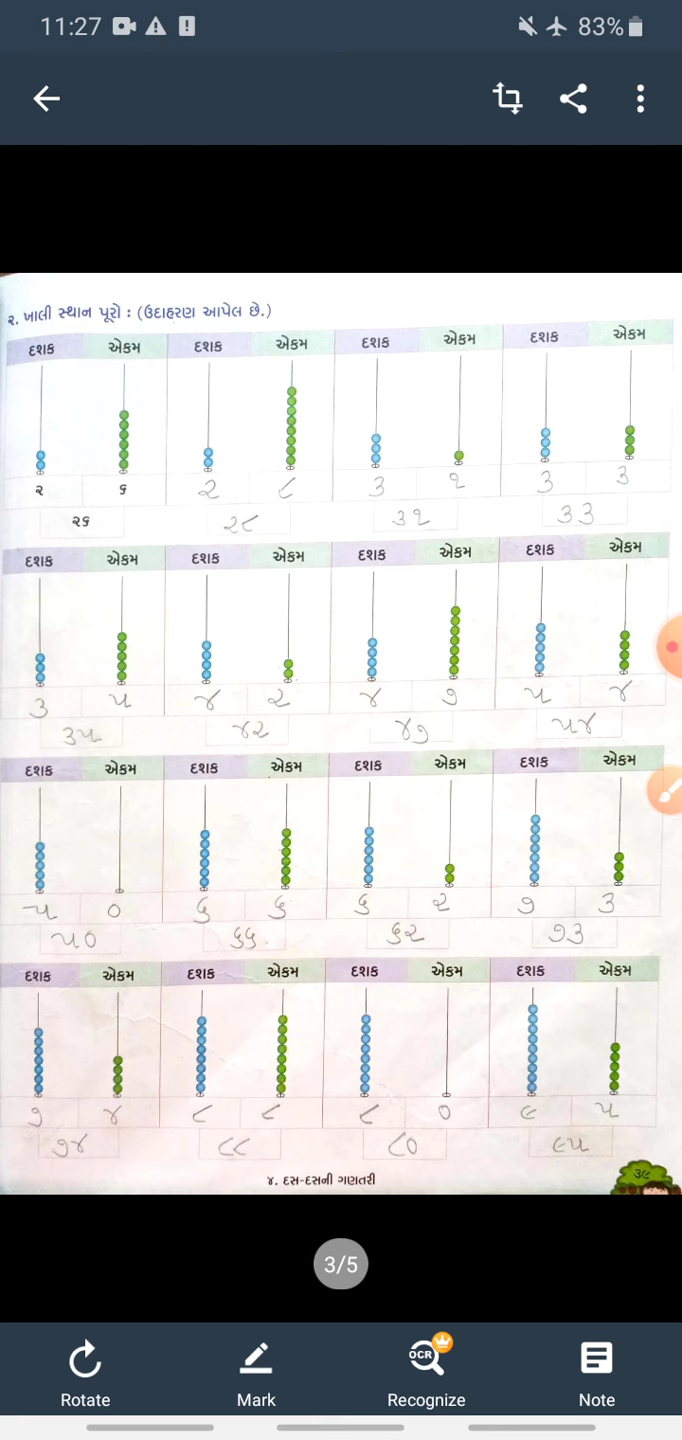 11:27 83%
૨. ખાલી સ્થાન પૂરો : (ઉદાહરણ આપેલ છે.)
દશક એકમ દશક એકમ દશક એકમ દશક એકમ
૨ ૬ ૨ ૮ ૩ ૧ ૩ ૩
૨૬ ૨૮ ૩૧ ૩૩
દશક એકમ દશક એકમ દશક એકમ દશક એકમ
૩ ૫ ૪ ૨ ૪ ૭ ૫ ૪
૩૫ ૪૨ ૪૭ ૫૪
દશક એકમ દશક એકમ દશક એકમ દશક એકમ
૫ ૦ ૬ ૬ ૬ ૨ ૭ ૩
૫૦ ૬૬ ૬૨ ૭૩
દશક એકમ દશક એકમ દશક એકમ દશક એકમ
૭ ૪ ૮ ૮ ૮ ૦ ૯ ૫
૭૪ ૮૮ ૮૦ ૯૫
૪. દસ-દસની ગણતરી ૩૯
3/5
OCR
Rotate Mark Recognize Note